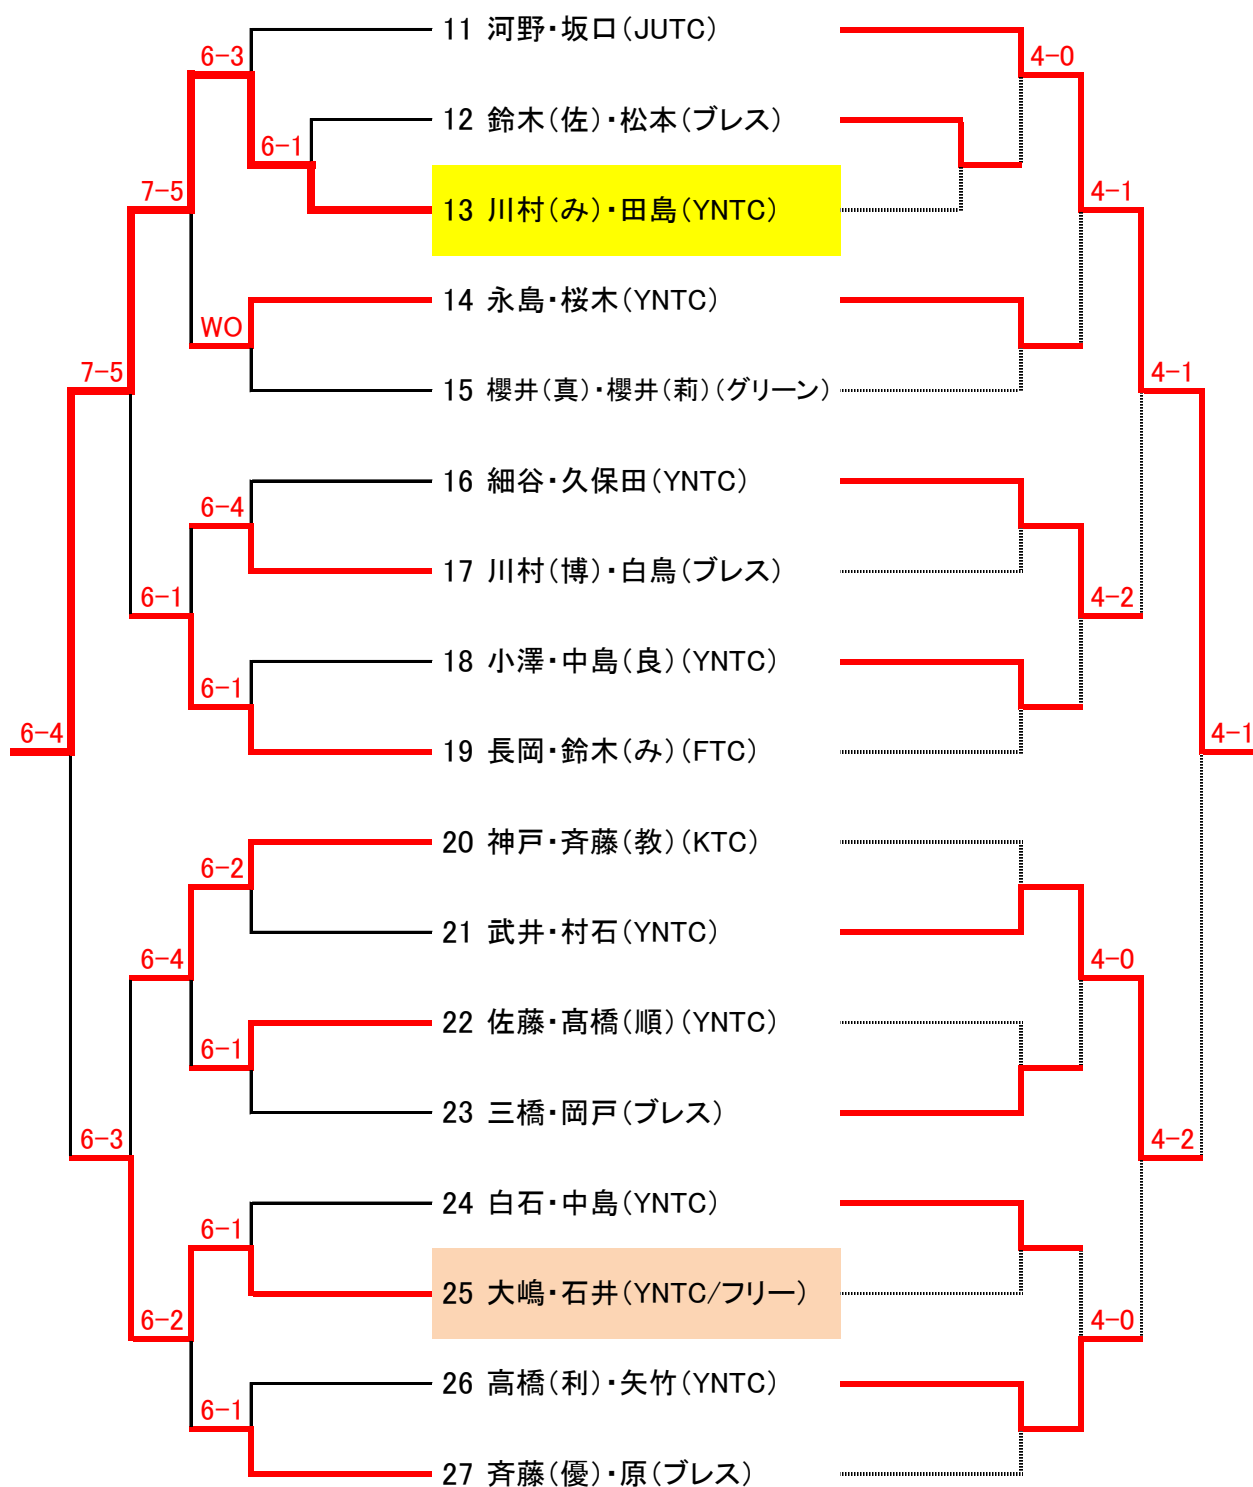 11 河野・坂口(JUTC)
6-3
4-0
12 鈴木(佐)・松本(ブレス)
6-1
7-5
4-1
13 川村(み)・田島(YNTC)
14 永島・桜木(YNTC)
WO
7-5
4-1
15 櫻井(真)・櫻井(莉)(グリーン)
16 細谷・久保田(YNTC)
6-4
17 川村(博)・白鳥(ブレス)
6-1
4-2
18 小澤・中島(良)(YNTC)
6-1
6-4
4-1
19 長岡・鈴木(み)(FTC)
20 神戸・斉藤(教)(KTC)
6-2
21 武井・村石(YNTC)
6-4
4-0
22 佐藤・髙橋(順)(YNTC)
6-1
23 三橋・岡戸(ブレス)
6-3
4-2
24 白石・中島(YNTC)
6-1
25 大嶋・石井(YNTC/フリー)
6-2
4-0
26 高橋(利)・矢竹(YNTC)
6-1
27 斉藤(優)・原(ブレス)